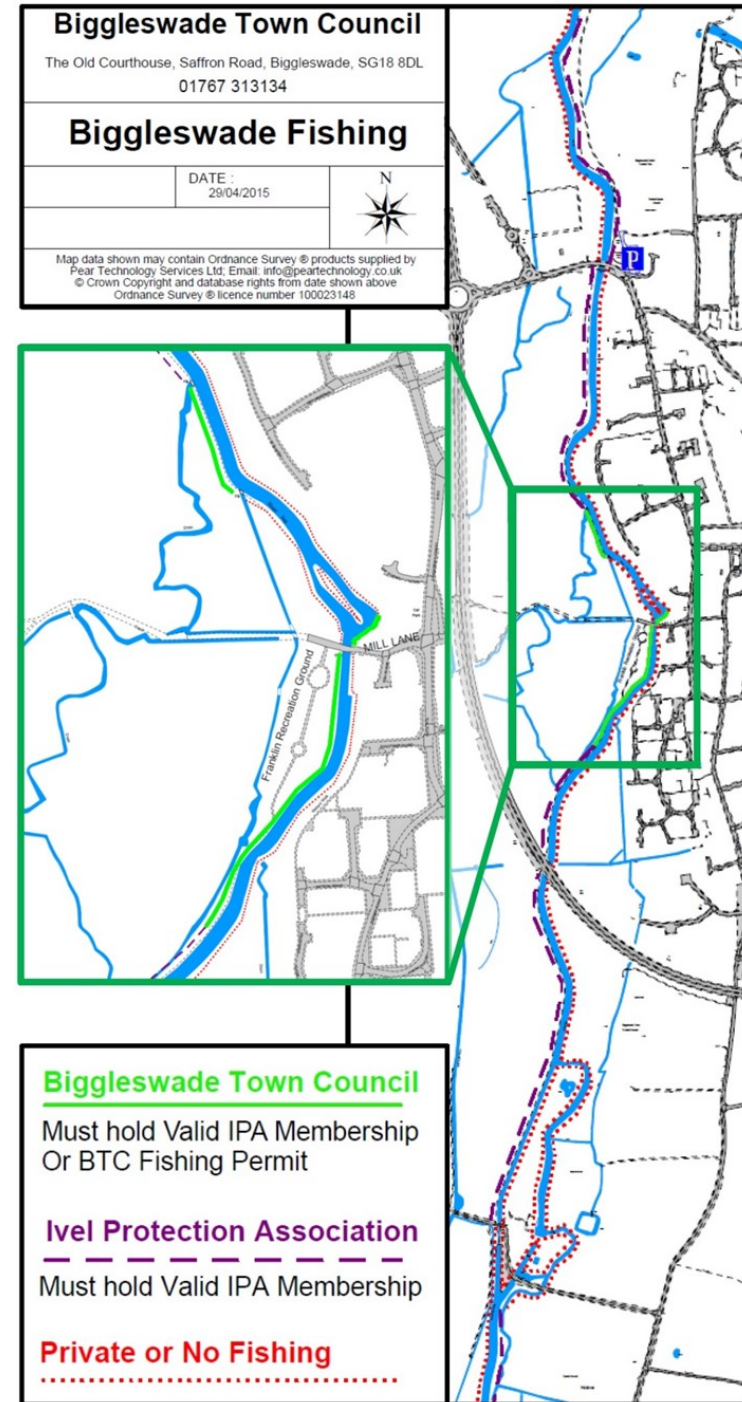 Biggleswade Town Council
The Old Courthouse, Saffron Road, Biggleswade, SG18 8DL
01767 313134
Biggleswade Fishing
DATE :
29/04/2015
N
Map data shown may contain Ordnance Survey ® products supplied by
Pear Technology Services Ltd; Email: info@peartechnology.co.uk
© Crown Copyright and database rights from date shown above
Ordnance Survey ® licence number 100023148
P
MILL LANE
Franklin Recreation Ground
Biggleswade Town Council
Must hold Valid IPA Membership
Or BTC Fishing Permit
Ivel Protection Association
Must hold Valid IPA Membership
Private or No Fishing